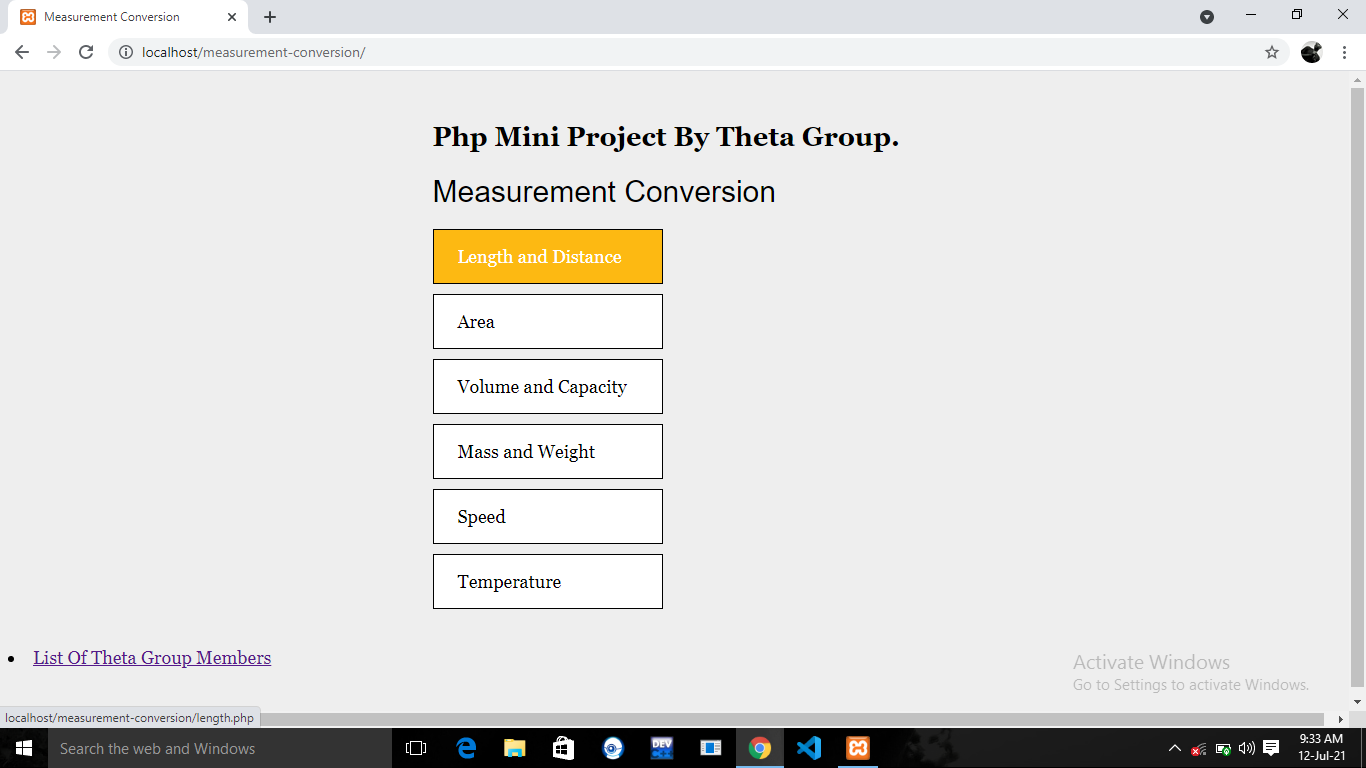 Measurement Conversion
localhost/measurement-conversion/
Php Mini Project By Theta Group.
Measurement Conversion
Length and Distance
Area
Volume and Capacity
Mass and Weight
Speed
Temperature
List Of Theta Group Members
Activate Windows
Go to Settings to activate Windows.
localhost/measurement-conversion/length.php
Search the web and Windows
DEV
9:33 AM
12-Jul-21